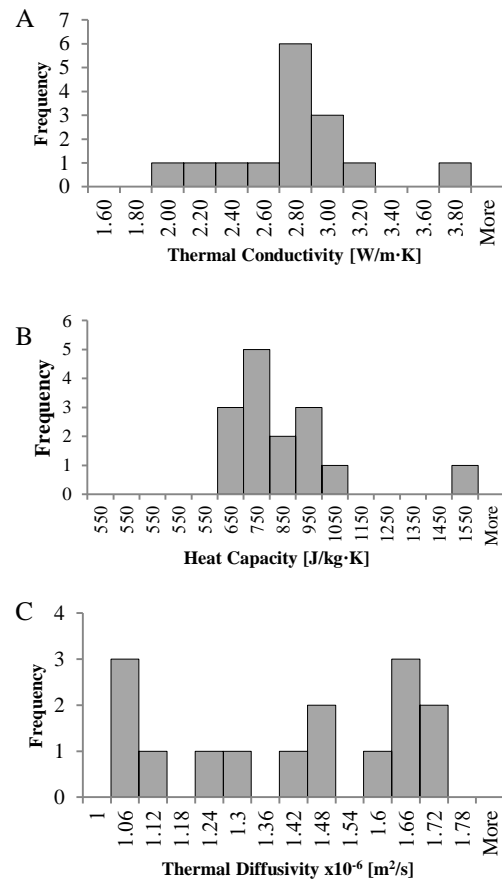 A
7
6
5
4
3
2
1
0
Frequency
1.60 1.80 2.00 2.20 2.40 2.60 2.80 3.00 3.20 3.40 3.60 3.80 More
Thermal Conductivity [W/m·K]
B
6
5
4
3
2
1
0
Frequency
550 550 550 550 550 650 750 850 950 1050 1150 1250 1350 1450 1550 More
Heat Capacity [J/kg·K]
C
4
3
2
1
0
Frequency
1 1.06 1.12 1.18 1.24 1.3 1.36 1.42 1.48 1.54 1.6 1.66 1.72 1.78 More
Thermal Diffusivity x10⁻⁶ [m²/s]